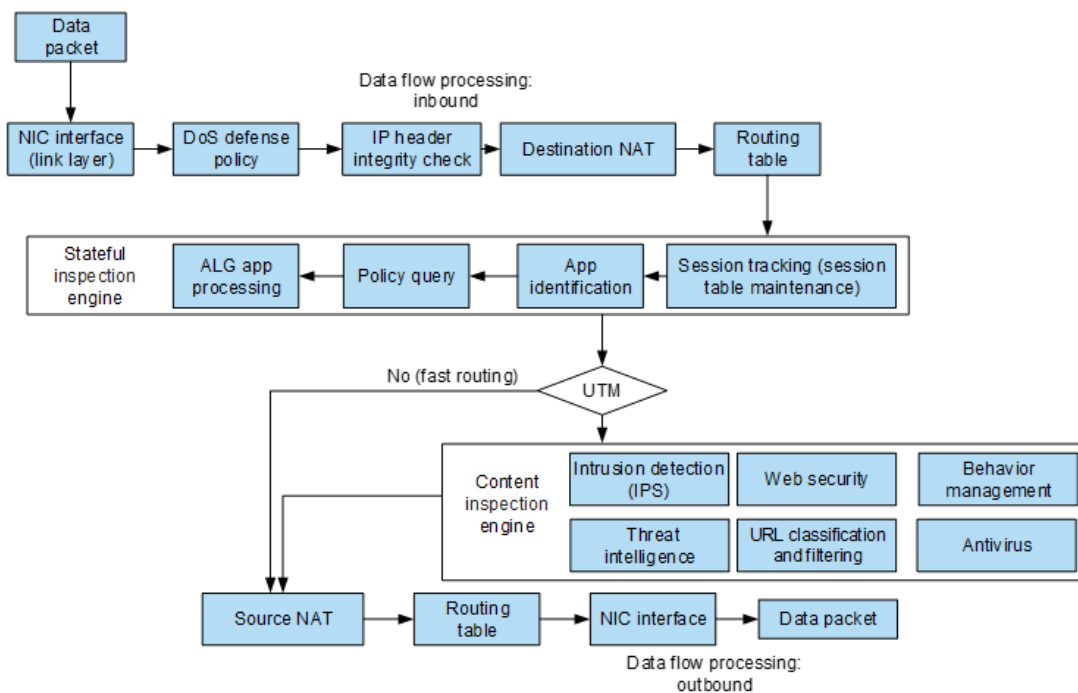 Data
packet
Data flow processing:
inbound
NIC interface
(link layer)
DoS defense
policy
IP header
integrity check
Destination NAT
Routing
table
Stateful
inspection
engine
ALG app
processing
Policy query
App
identification
Session tracking (session
table maintenance)
No (fast routing)
UTM
Content
inspection
engine
Intrusion detection
(IPS)
Web security
Behavior
management
Threat
intelligence
URL classification
and filtering
Antivirus
Source NAT
Routing
table
NIC interface
Data packet
Data flow processing:
outbound